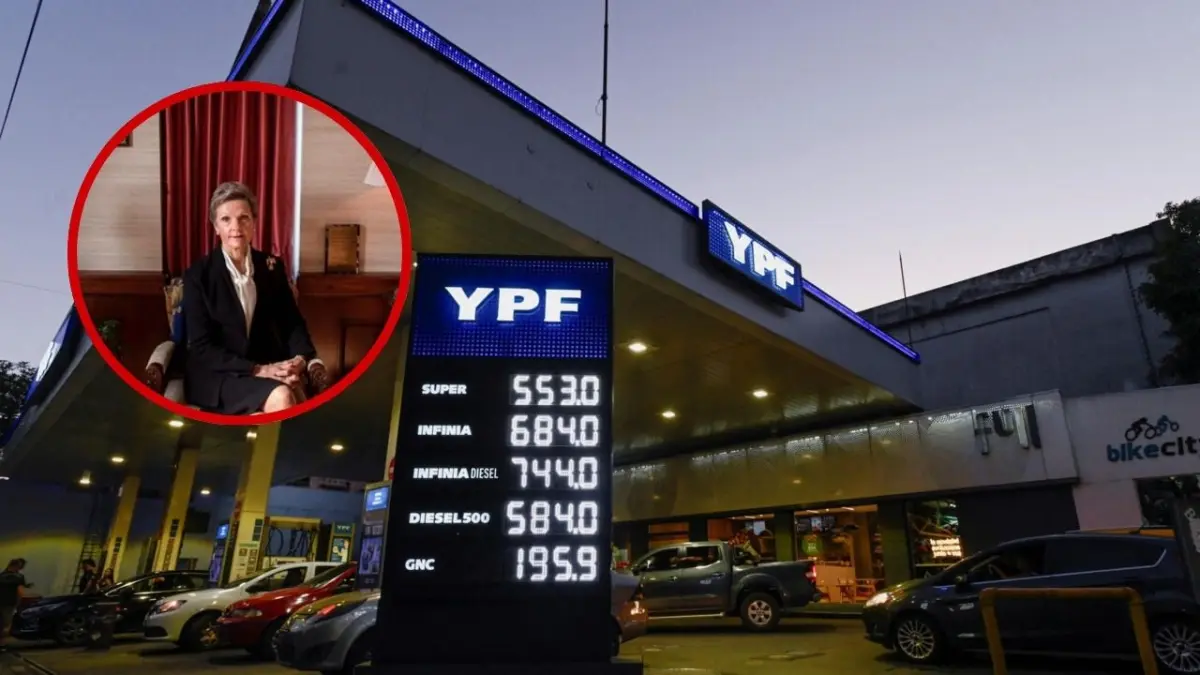 YPF
YPF
SUPER 553.0
INFINIA 684.0
INFINIA DIESEL 744.0
DIESEL500 584.0
GNC 195.9
FULL
bikecit